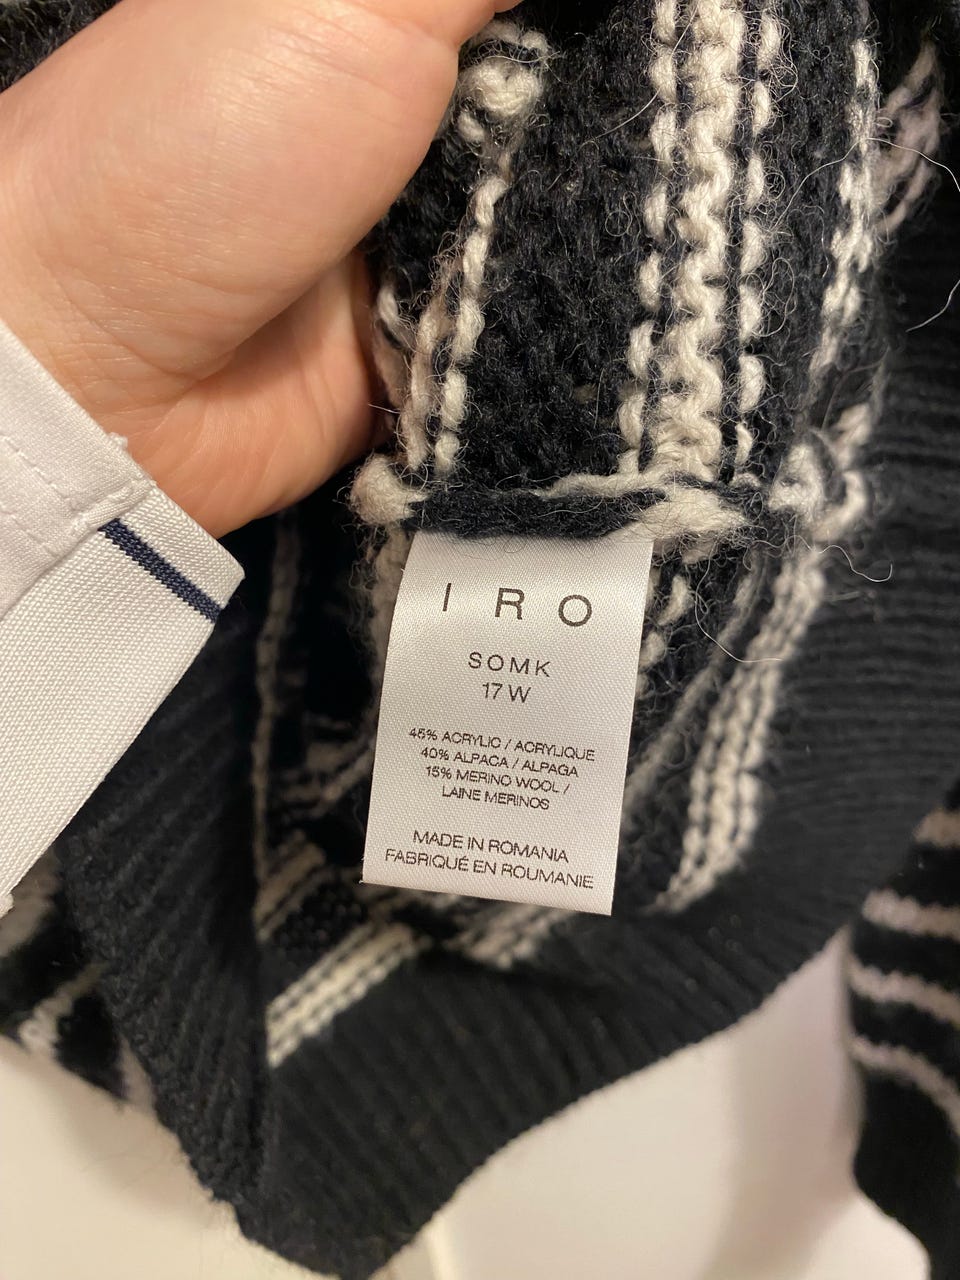 IRO
SOMK
17W
45% ACRYLIC / ACRYLIQUE
40% ALPACA / ALPAGA
15% MERINO WOOL /
LAINE MERINOS
MADE IN ROMANIA
FABRIQUÉ EN ROUMANIE